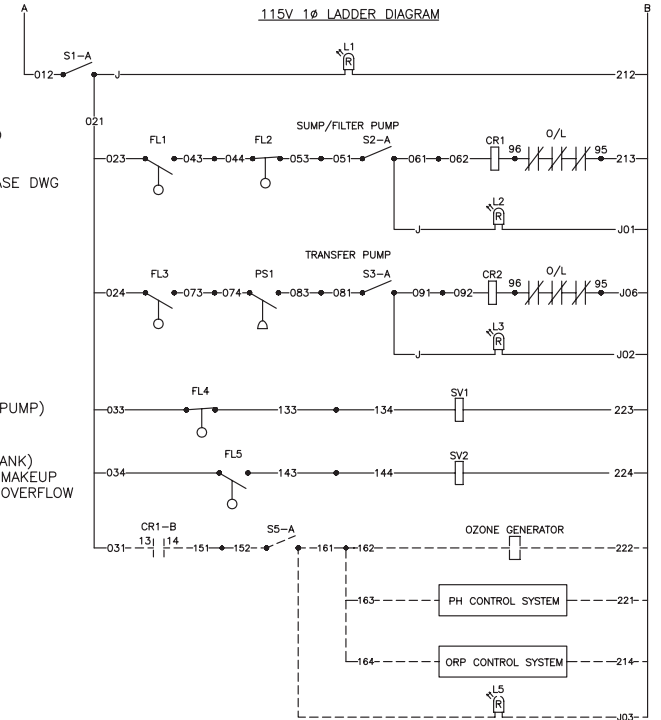 A
115V 1ø LADDER DIAGRAM
B
S1-A
L1
R
012
J
212
021
SUMP/FILTER PUMP
FL1
FL2
S2-A
CR1
O/L
96
95
023
043
044
053
051
061
062
213
ASE DWG
L2
R
J
J01
TRANSFER PUMP
FL3
PS1
S3-A
CR2
O/L
96
95
024
073
074
083
081
091
092
J06
L3
R
J
J02
FL4
SV1
PUMP)
033
133
134
223
FL5
SV2
ANK)
MAKEUP
OVERFLOW
034
143
144
224
CR1-B
S5-A
OZONE GENERATOR
13
14
031
151
152
161
162
222
163
PH CONTROL SYSTEM
221
164
ORP CONTROL SYSTEM
214
L5
R
J03